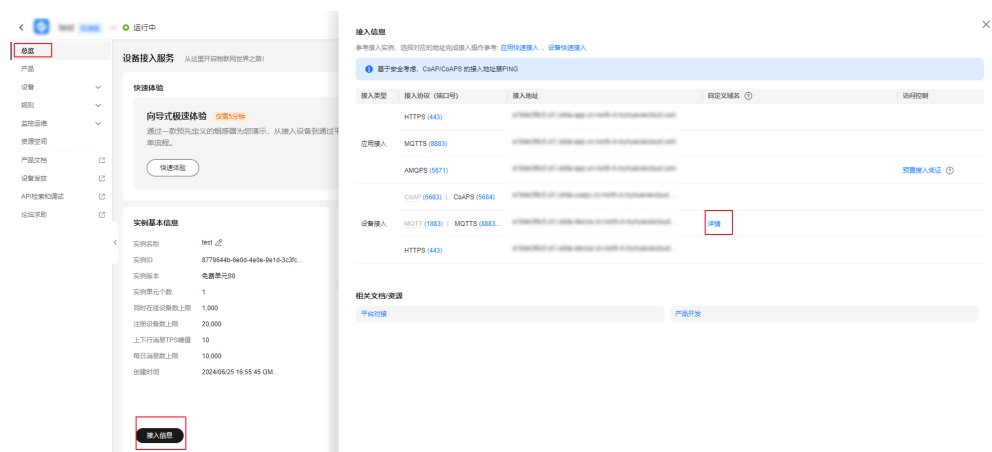 test
运行中
总览
产品
设备
规则
监控运维
资源空间
产品文档
设备发放
API检索和调试
论坛求助
设备接入服务 从这里开启物联网世界之旅!
快速体验
向导式极速体验 仅需5分钟
通过一款预先定义的烟感器为您演示，从接入设备到通过平
单流程。
快速体验
实例基本信息
实例名称 test
实例ID 8779644b-6e0d-4e0e-9e1d-3c3fc...
实例版本 免费单元S0
实例单元个数 1
同时在线设备数上限 1,000
注册设备数上限 20,000
上下行消息TPS峰值 10
每日消息数上限 10,000
创建时间 2024/06/25 16:55:45 GM...
接入信息
接入信息
参考接入实例，选择对应的地址完成接入操作参考: 应用快速接入 ，设备快速接入
基于安全考虑，CoAP/CoAPS 的接入地址禁PING
接入类型 接入协议 (端口号) 接入地址 自定义域名 访问控制
应用接入
HTTPS (443)
MQTTS (8883)
AMQPS (5671) 预置接入凭证
设备接入
CoAP (5683) | CoAPS (5684)
MQTT (1883) | MQTTS (8883... 详情
HTTPS (443)
相关文档/资源
平台对接 产品开发